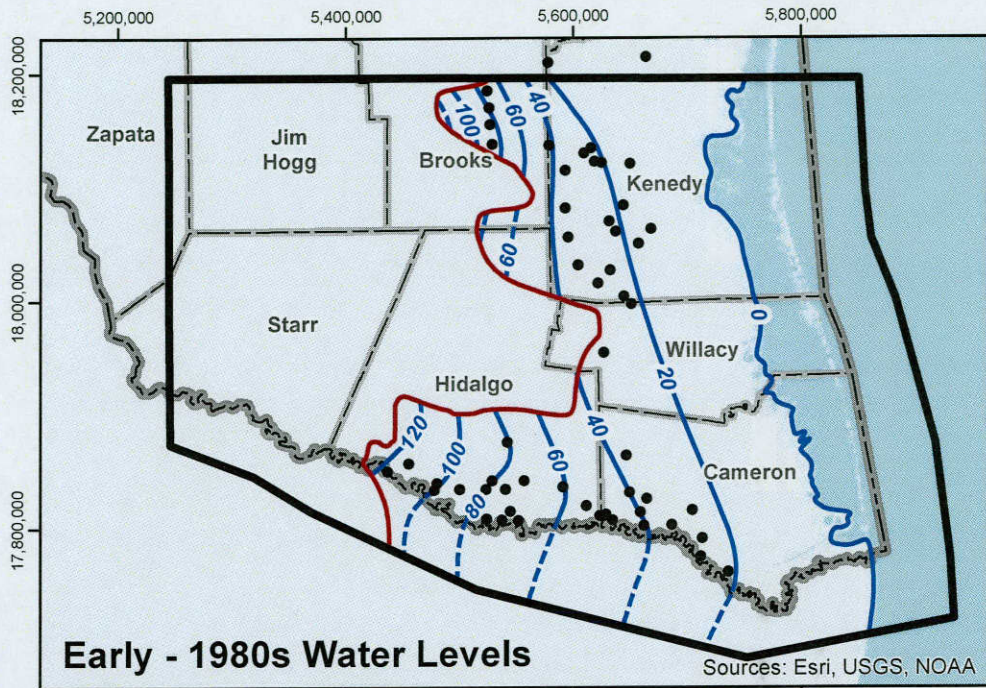 5,200,000
5,400,000
5,600,000
5,800,000
18,200,000
18,000,000
17,800,000
Zapata
Jim
Hogg
Brooks
Kenedy
Starr
Hidalgo
Willacy
Cameron
100
60
40
60
0
20
120
100
80
60
40
Early - 1980s Water Levels
Sources: Esri, USGS, NOAA